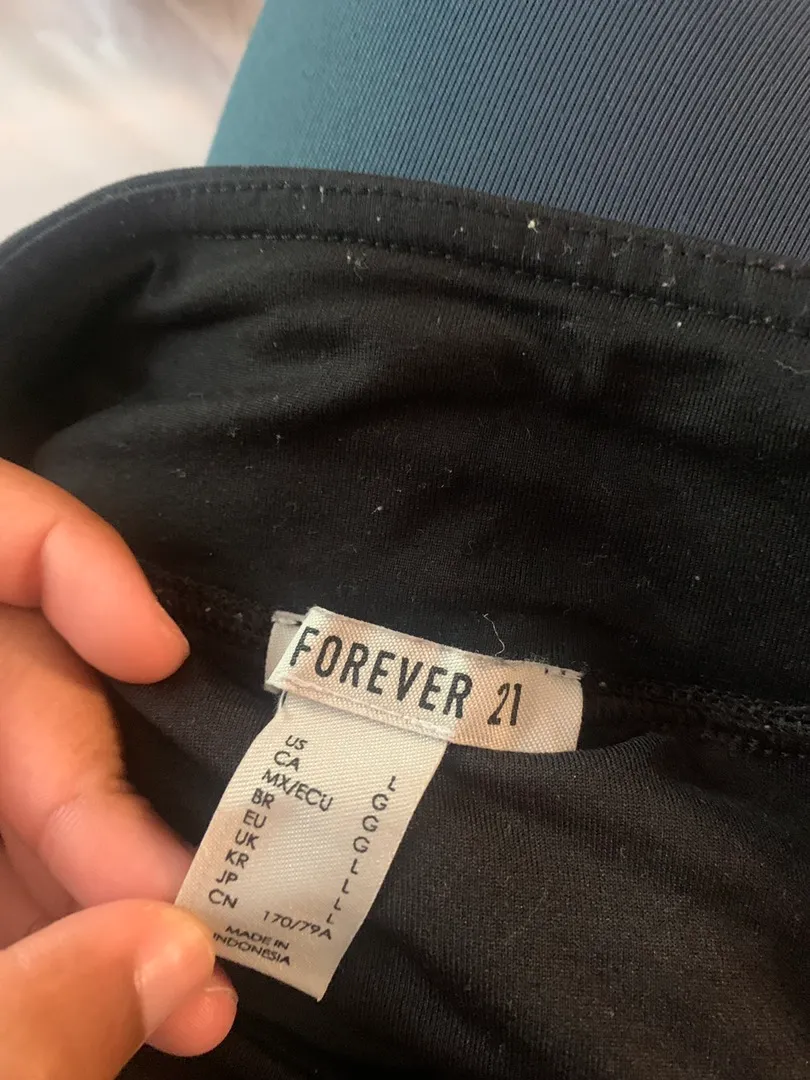 FOREVER 21
US L
CA G
MX/ECU G
BR G
EU L
UK L
KR L
JP L
CN 170/79A
MADE IN
INDONESIA